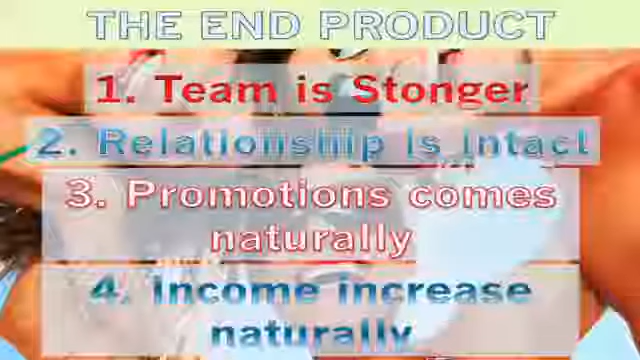 THE END PRODUCT
1. Team is Stonger
2. Relationship is intact
3. Promotions comes
naturally
4. Income increase
naturally